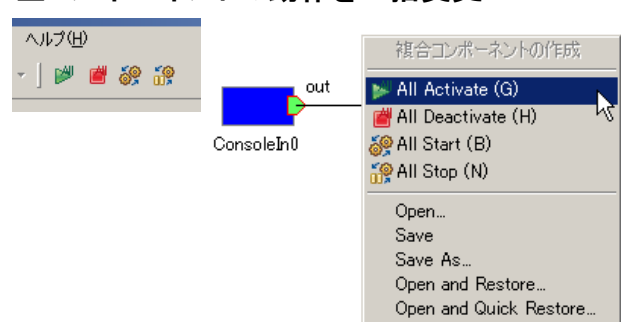 ヘルプ(H)
複合コンポーネントの作成
out
All Activate (G)
All Deactivate (H)
ConsoleIn0
All Start (B)
All Stop (N)
Open...
Save
Save As...
Open and Restore...
Open and Quick Restore...